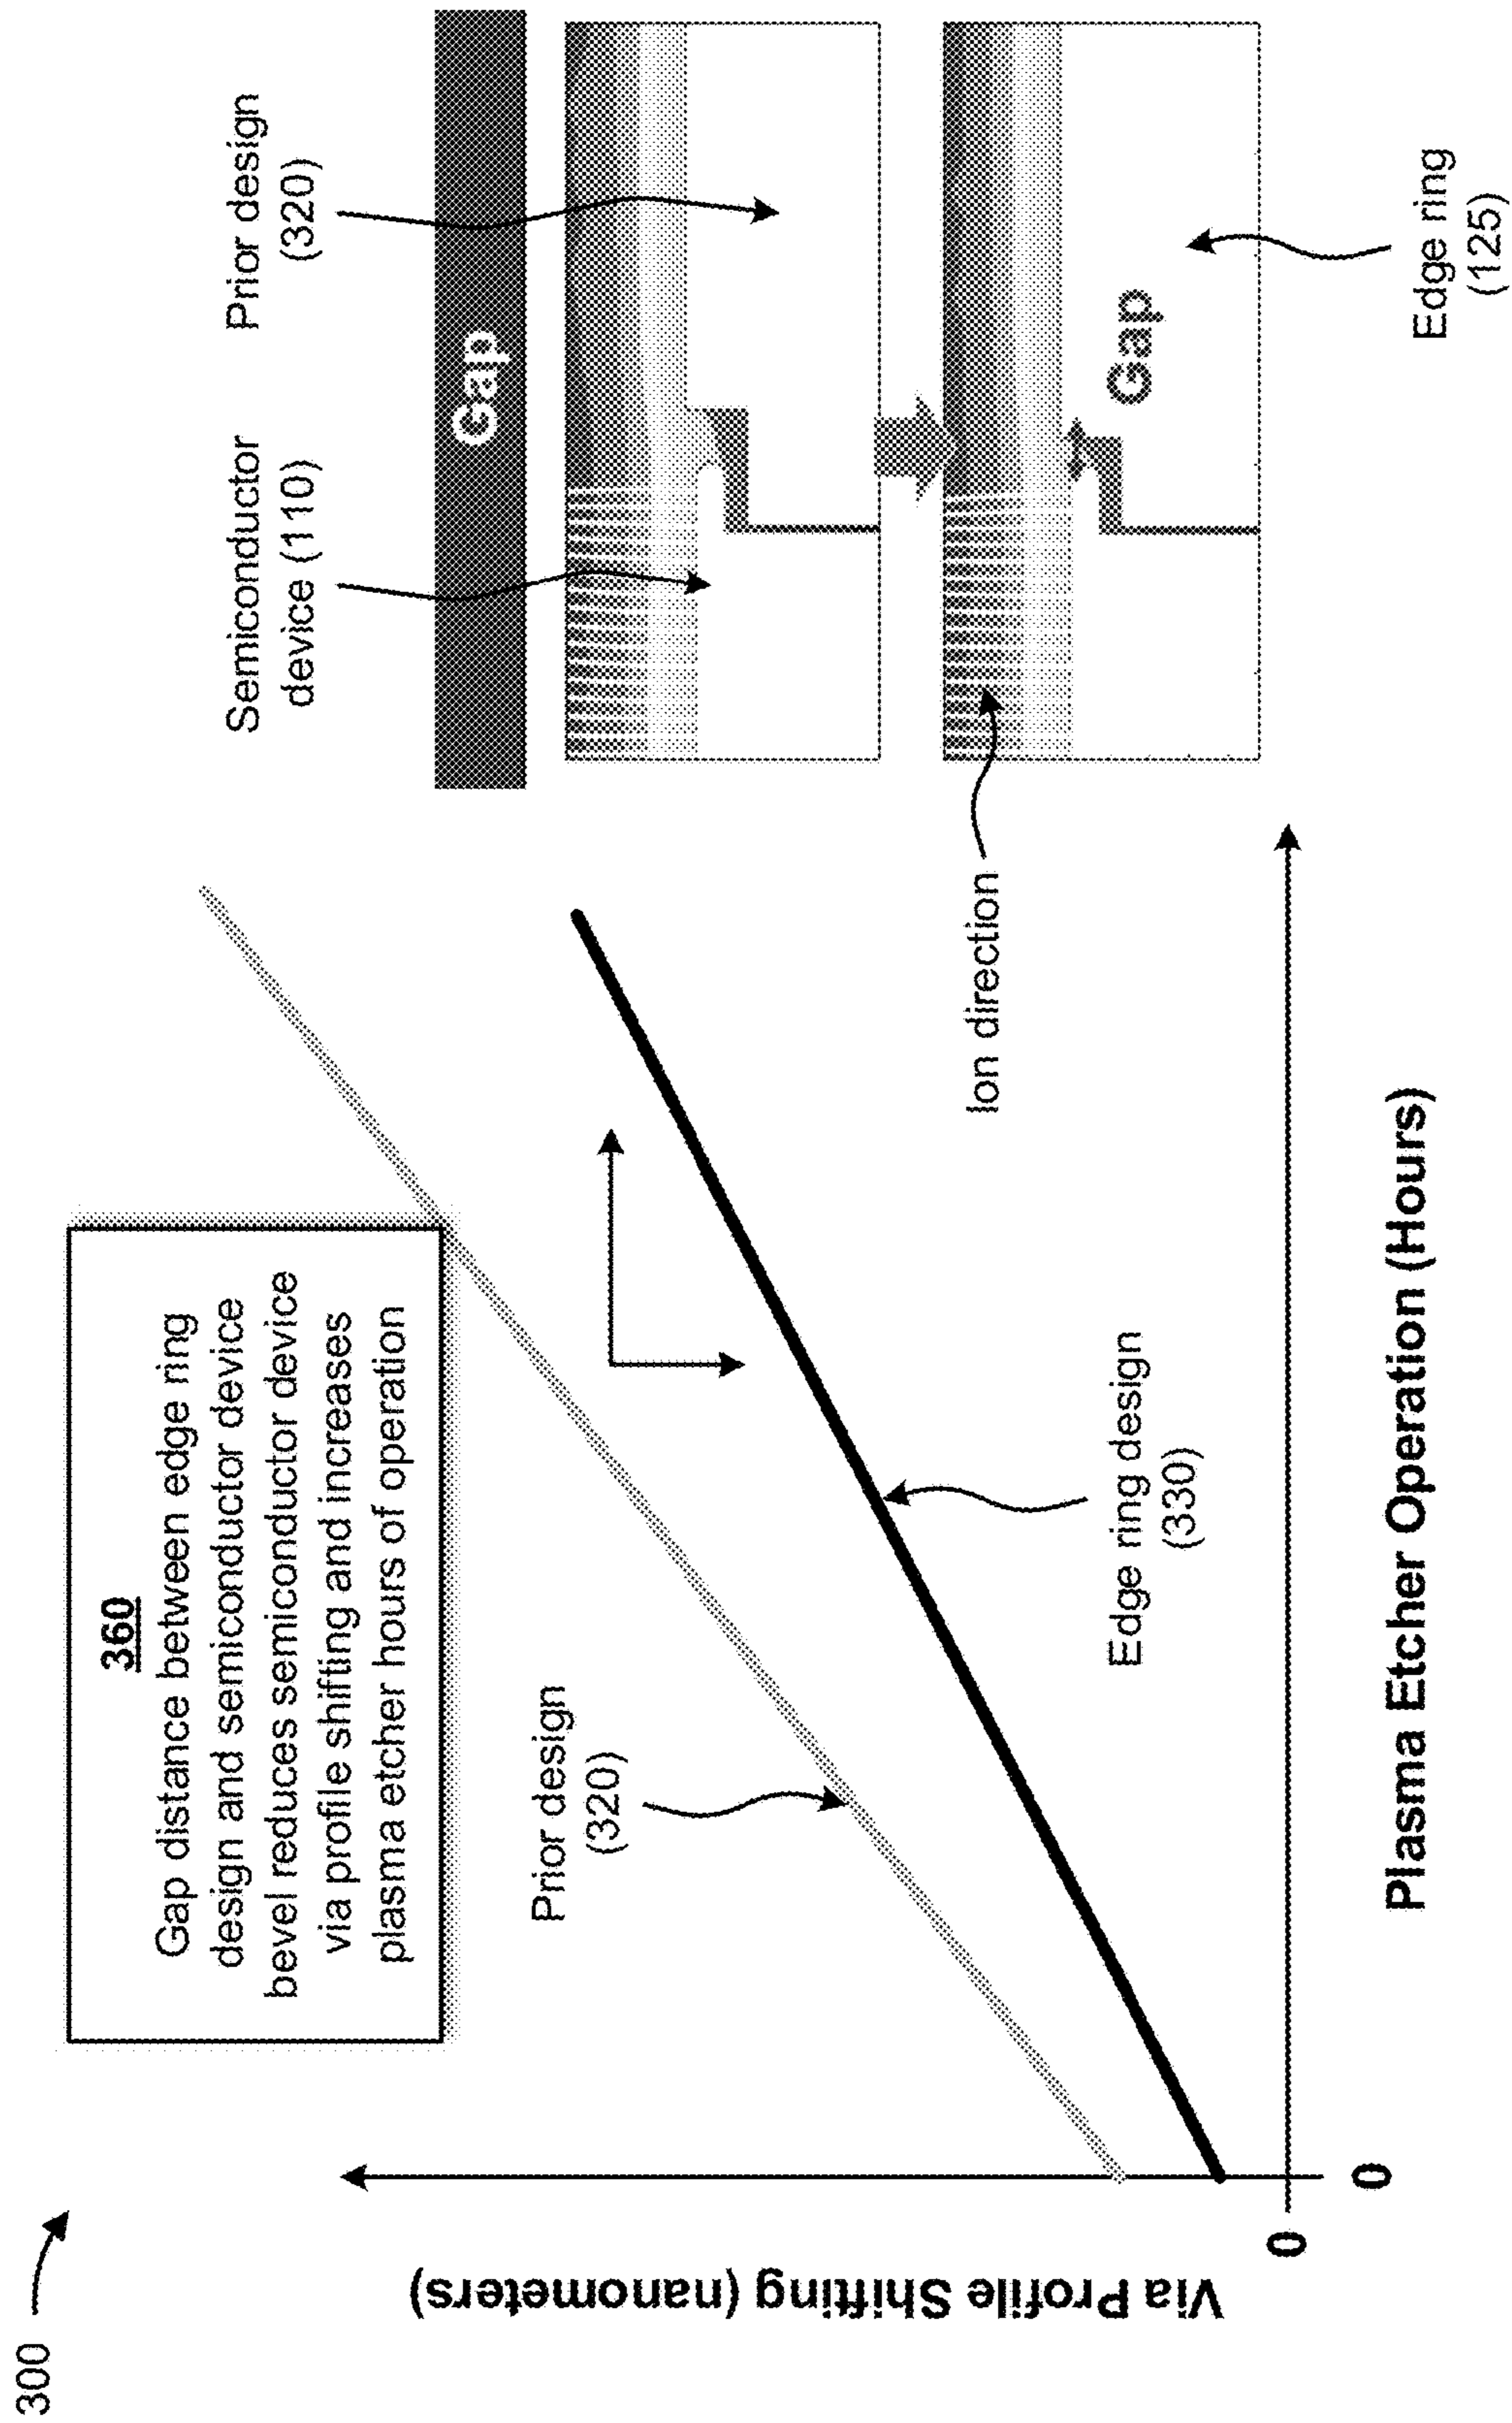 300
360
Gap distance between edge ring
design and semiconductor device
bevel reduces semiconductor device
via profile shifting and increases
plasma etcher hours of operation
Via Profile Shifting (nanometers)
Prior design
(320)
Edge ring design
(330)
0
0
Plasma Etcher Operation (Hours)
Semiconductor
device (110)
Prior design
(320)
Gap
Gap
Ion direction
Edge ring
(125)